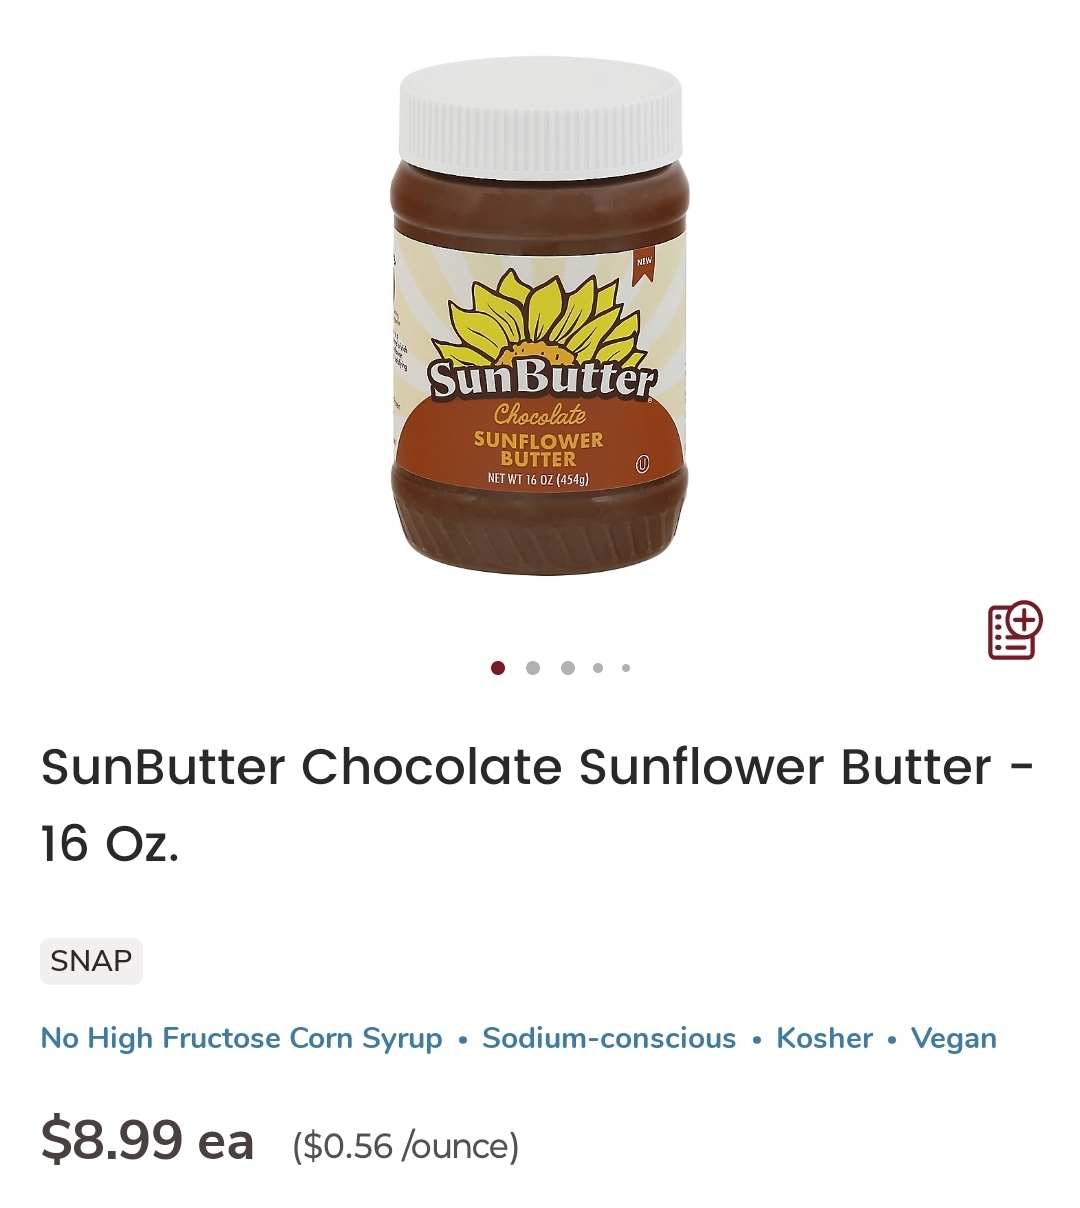 NEW
SunButter
Chocolate
SUNFLOWER
BUTTER
NET WT 16 OZ (454g)
U
SunButter Chocolate Sunflower Butter -
16 Oz.
SNAP
No High Fructose Corn Syrup • Sodium-conscious • Kosher • Vegan
$8.99 ea ($0.56 /ounce)